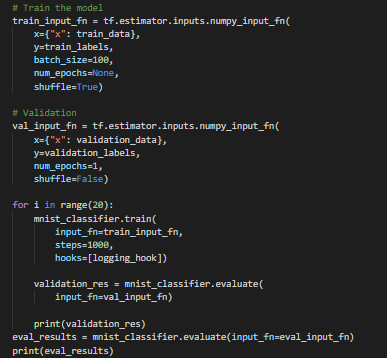 # Train the model
train_input_fn = tf.estimator.inputs.numpy_input_fn(
    x={"x": train_data},
    y=train_labels,
    batch_size=100,
    num_epochs=None,
    shuffle=True)

# Validation
val_input_fn = tf.estimator.inputs.numpy_input_fn(
    x={"x": validation_data},
    y=validation_labels,
    num_epochs=1,
    shuffle=False)

for i in range(20):
    mnist_classifier.train(
        input_fn=train_input_fn,
        steps=1000,
        hooks=[logging_hook])

    validation_res = mnist_classifier.evaluate(
        input_fn=val_input_fn)

    print(validation_res)
eval_results = mnist_classifier.evaluate(input_fn=eval_input_fn)
print(eval_results)